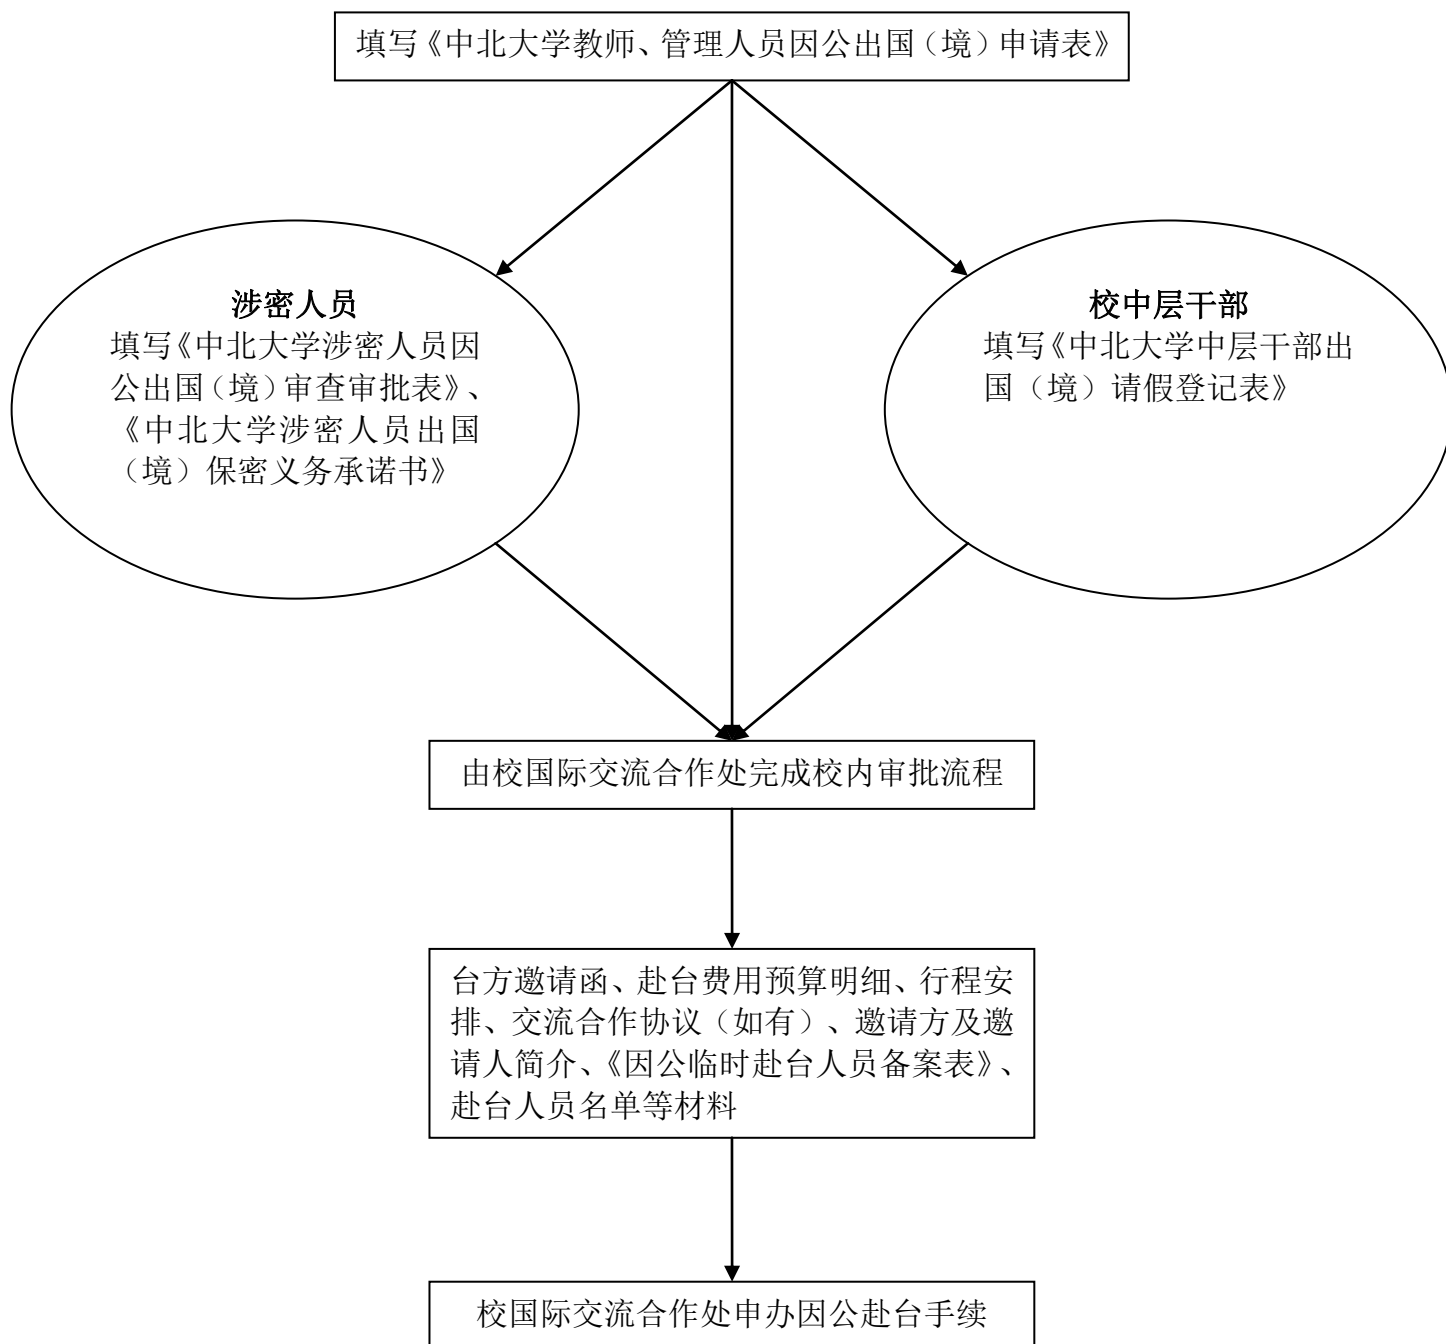 填写《中北大学教师、管理人员因公出国（境）申请表》
涉密人员
填写《中北大学涉密人员因
公出国（境）审查审批表》、
《中北大学涉密人员出国
（境）保密义务承诺书》
校中层干部
填写《中北大学中层干部出
国（境）请假登记表》
由校国际交流合作处完成校内审批流程
台方邀请函、赴台费用预算明细、行程安
排、交流合作协议（如有）、邀请方及邀
请人简介、《因公临时赴台人员备案表》、
赴台人员名单等材料
校国际交流合作处申办因公赴台手续